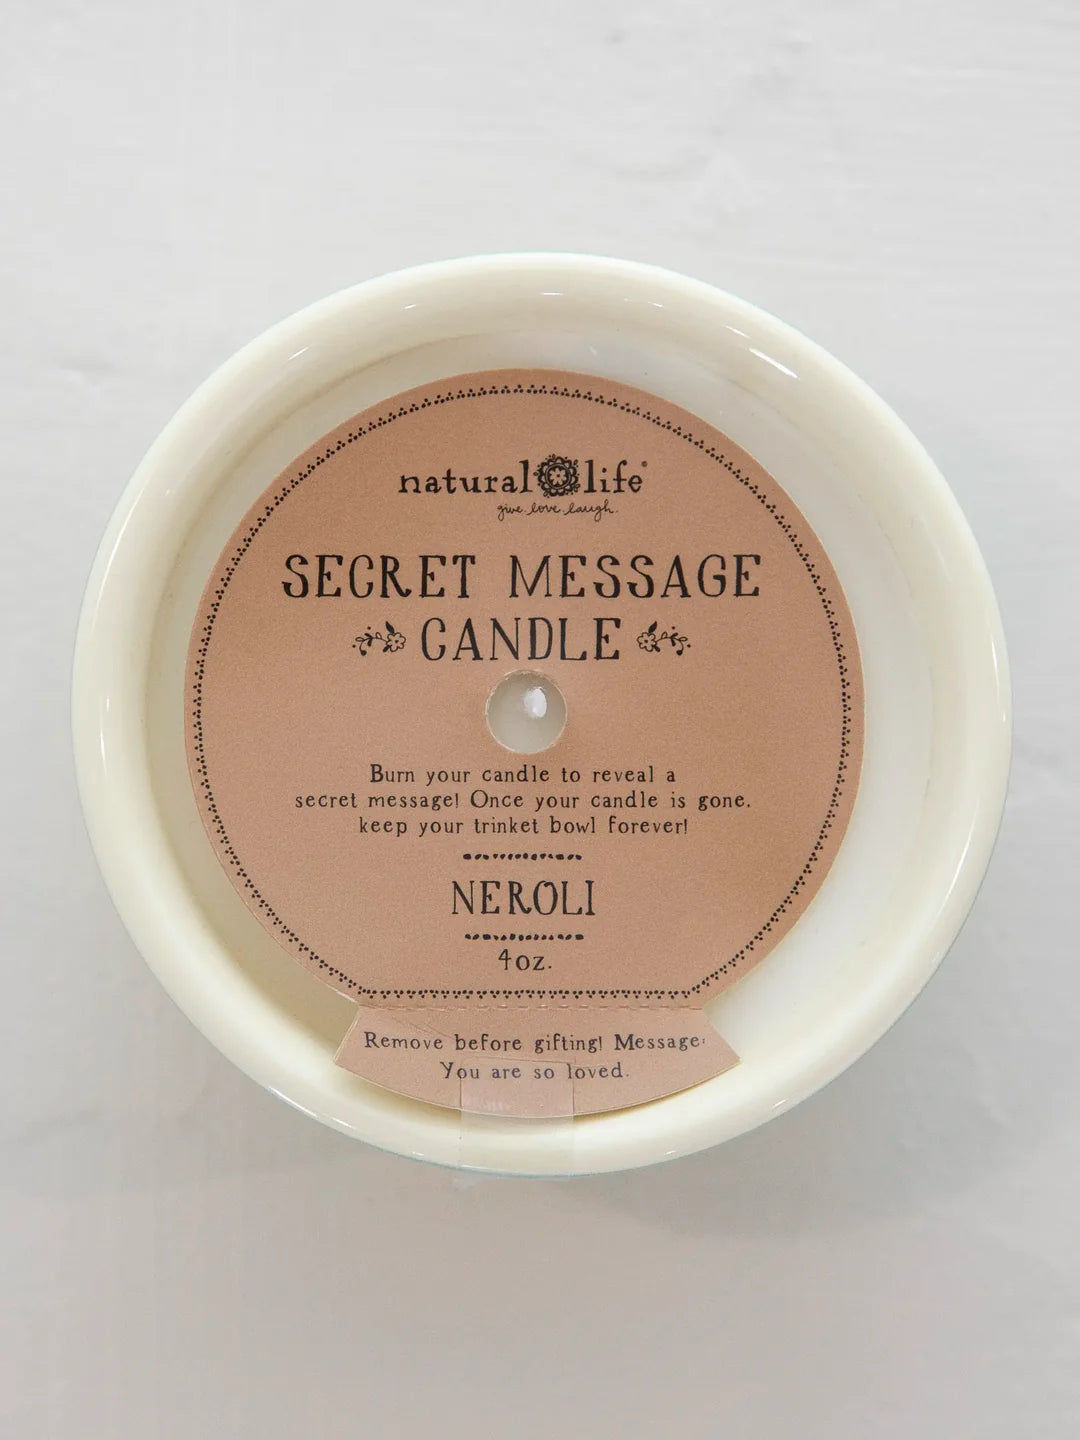 natural life®
give. love. laugh.
SECRET MESSAGE
CANDLE
Burn your candle to reveal a
secret message! Once your candle is gone,
keep your trinket bowl forever!
NEROLI
4oz.
Remove before gifting! Message:
You are so loved.